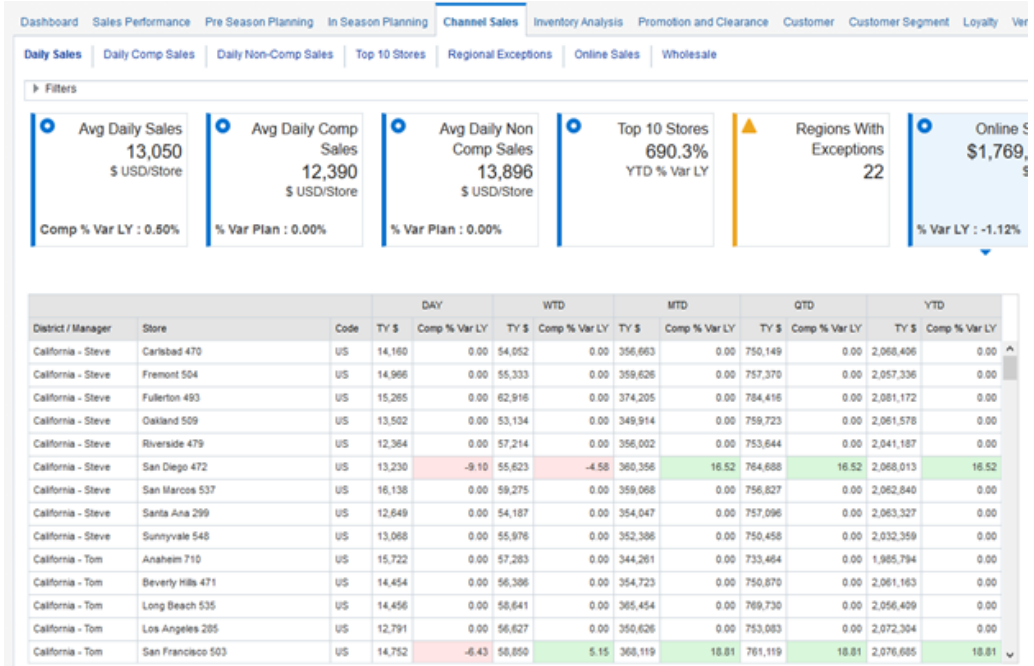 Dashboard Sales Performance Pre Season Planning In Season Planning Channel Sales Inventory Analysis Promotion and Clearance Customer Customer Segment Loyalty
Daily Sales Daily Comp Sales Daily Non-Comp Sales Top 10 Stores Regional Exceptions Online Sales Wholesale
Filters
Avg Daily Sales
13,050
$ USD/Store
Comp % Var LY : 0.50%
Avg Daily Comp
Sales
12,390
$ USD/Store
% Var Plan : 0.00%
Avg Daily Non
Comp Sales
13,896
$ USD/Store
% Var Plan : 0.00%
Top 10 Stores
690.3%
YTD % Var LY
Regions With
Exceptions
22
Online S
$1,769,
$
% Var LY : -1.12%
DAY WTD MTD QTD YTD
District / Manager Store Code TY $ Comp % Var LY TY $ Comp % Var LY TY $ Comp % Var LY TY $ Comp % Var LY TY $ Comp % Var LY
California - Steve Carlsbad 470 US 14,160 0.00 54,052 0.00 356,663 0.00 750,149 0.00 2,068,406 0.00
California - Steve Fremont 504 US 14,966 0.00 55,333 0.00 359,626 0.00 757,370 0.00 2,057,336 0.00
California - Steve Fullerton 493 US 15,265 0.00 62,916 0.00 374,205 0.00 784,416 0.00 2,081,172 0.00
California - Steve Oakland 509 US 13,502 0.00 53,134 0.00 349,914 0.00 759,723 0.00 2,061,578 0.00
California - Steve Riverside 479 US 12,364 0.00 57,214 0.00 356,002 0.00 753,644 0.00 2,041,187 0.00
California - Steve San Diego 472 US 13,230 -9.10 55,623 -4.58 360,356 16.52 764,688 16.52 2,068,013 16.52
California - Steve San Marcos 537 US 16,138 0.00 59,275 0.00 359,068 0.00 756,827 0.00 2,062,840 0.00
California - Steve Santa Ana 299 US 12,649 0.00 54,187 0.00 354,047 0.00 757,096 0.00 2,063,327 0.00
California - Steve Sunnyvale 548 US 13,068 0.00 55,976 0.00 352,386 0.00 750,458 0.00 2,032,359 0.00
California - Tom Anaheim 710 US 15,722 0.00 57,283 0.00 344,261 0.00 733,464 0.00 1,985,794 0.00
California - Tom Beverly Hills 471 US 14,454 0.00 56,386 0.00 354,723 0.00 750,870 0.00 2,061,163 0.00
California - Tom Long Beach 535 US 14,456 0.00 58,641 0.00 365,454 0.00 769,730 0.00 2,056,409 0.00
California - Tom Los Angeles 285 US 12,791 0.00 56,627 0.00 350,626 0.00 753,083 0.00 2,072,304 0.00
California - Tom San Francisco 503 US 14,752 -6.43 58,850 5.15 368,119 18.81 761,119 18.81 2,076,685 18.81